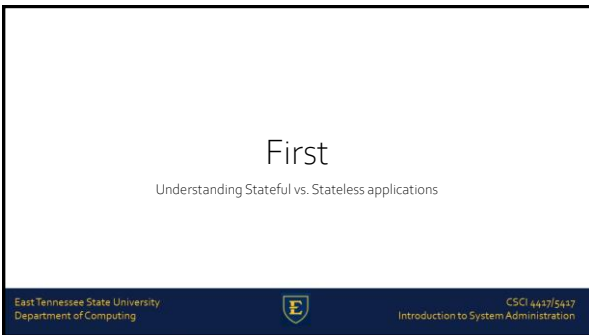 First
Understanding Stateful vs. Stateless applications
East Tennessee State University
Department of Computing
E
CSCI 4417/5417
Introduction to System Administration